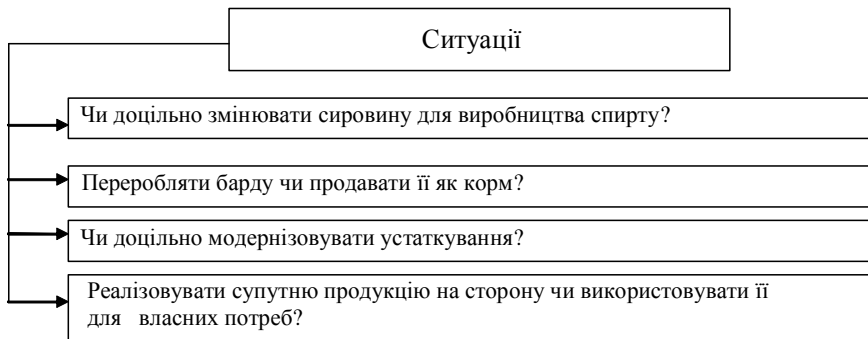 Ситуації
Чи доцільно змінювати сировину для виробництва спирту?
Переробляти барду чи продавати її як корм?
Чи доцільно модернізовувати устаткування?
Реалізовувати супутню продукцію на сторону чи використовувати її
для власних потреб?